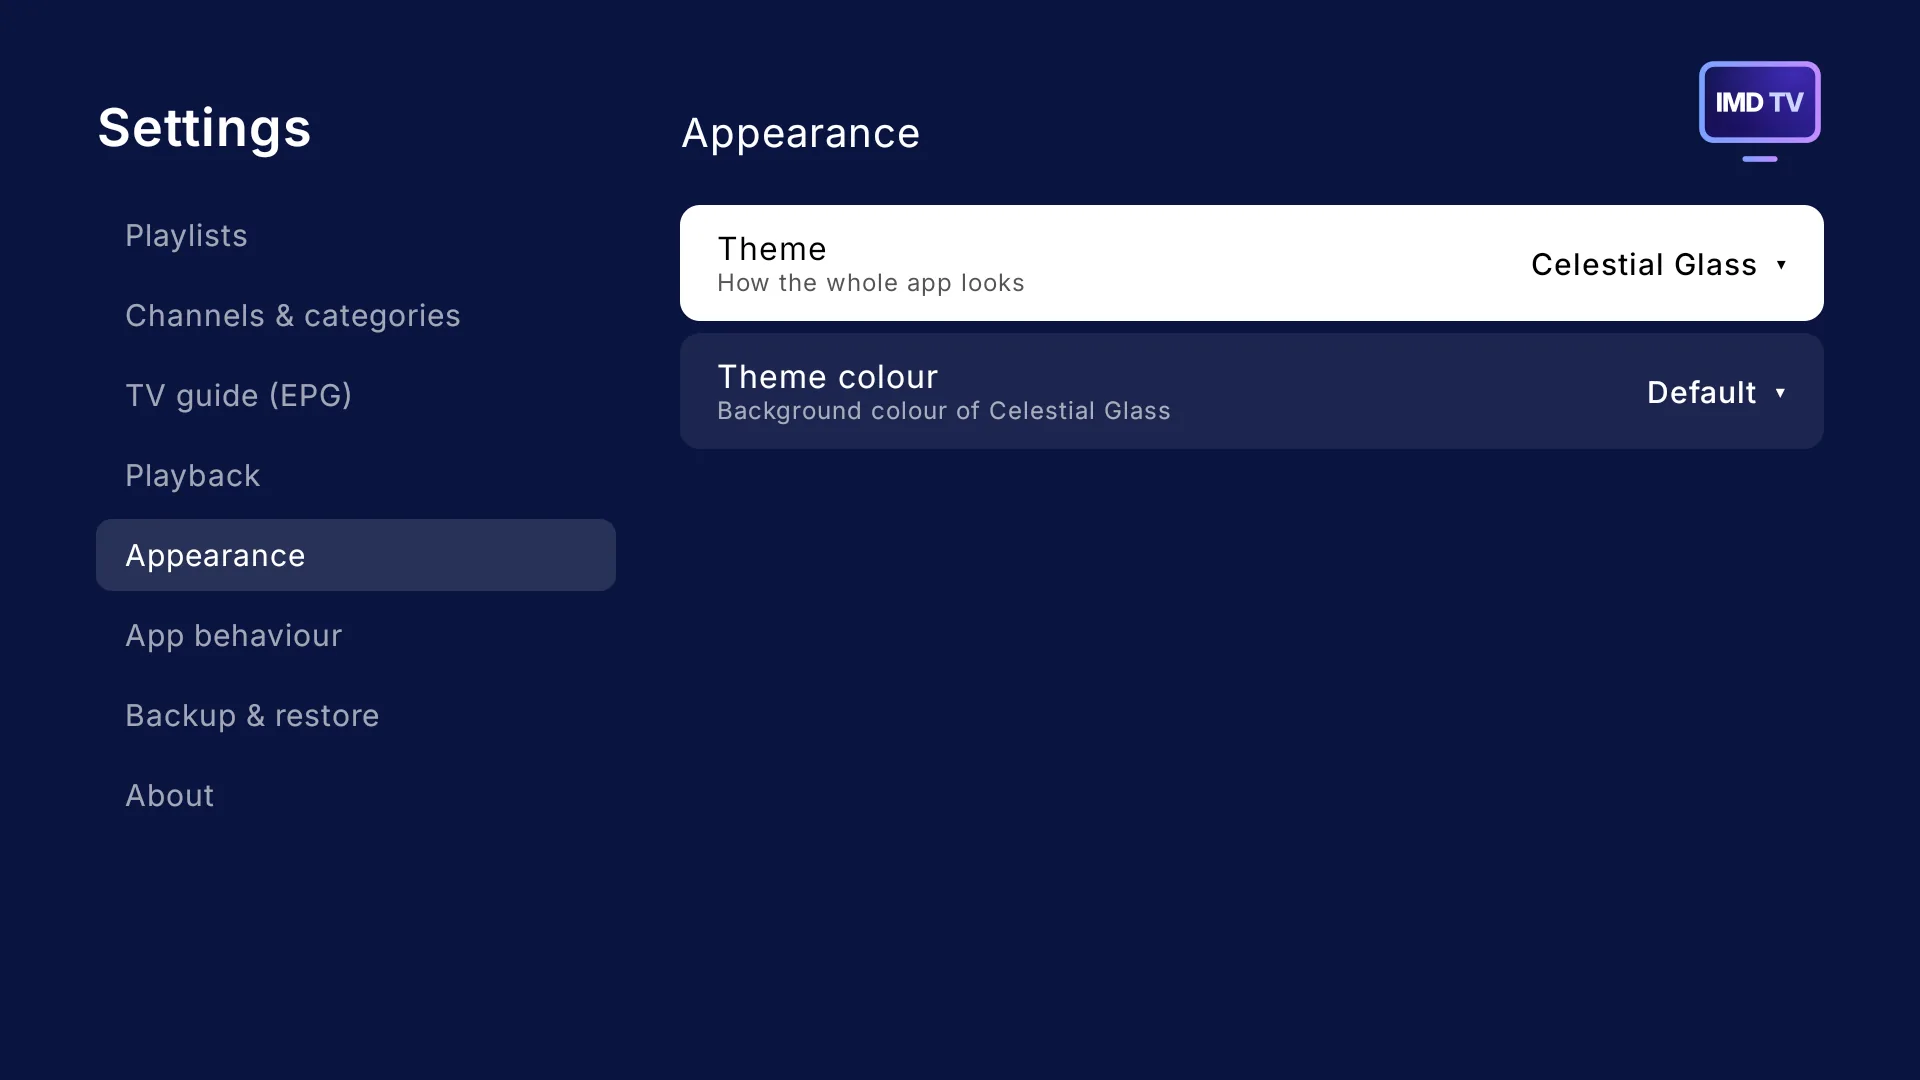 Settings
Playlists
Channels & categories
TV guide (EPG)
Playback
Appearance
App behaviour
Backup & restore
About
Appearance
IMD TV
Theme
How the whole app looks
Celestial Glass
Theme colour
Background colour of Celestial Glass
Default